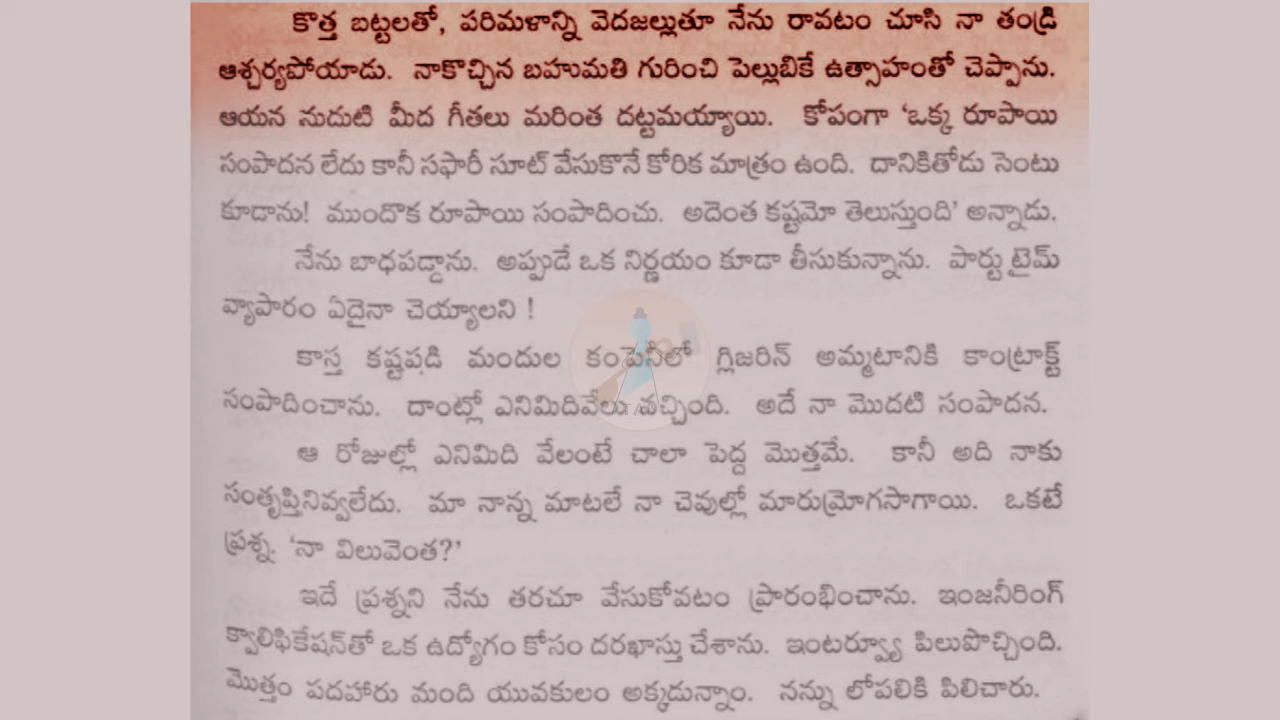 కొత్త బట్టలతో, పరిమళాన్ని వెదజల్లుతూ నేను రావటం చూసి నా తండ్రి
ఆశ్చర్యపోయాడు. నాకొచ్చిన బహుమతి గురించి పెల్లుబికే ఉత్సాహంతో చెప్పాను.
ఆయన నుదుటి మీద గీతలు మరింత దట్టమయ్యాయి. కోపంగా 'ఒక్క రూపాయి
సంపాదన లేదు కానీ సఫారీ సూట్ వేసుకొనే కోరిక మాత్రం ఉంది. దానికితోడు సెంటు
కూడాను! ముందొక రూపాయి సంపాదించు. అదెంత కష్టమో తెలుస్తుంది' అన్నాడు.
నేను బాధపడ్డాను. అప్పుడే ఒక నిర్ణయం కూడా తీసుకున్నాను. పార్టు టైమ్
వ్యాపారం ఏదైనా చెయ్యాలని !
కాస్త కష్టపడి మందుల కంపెనీలో గ్లిజరిన్ అమ్మటానికి కాంట్రాక్ట్
సంపాదించాను. దాంట్లో ఎనిమిదివేలు వచ్చింది. అదే నా మొదటి సంపాదన.
ఆ రోజుల్లో ఎనిమిది వేలంటే చాలా పెద్ద మొత్తమే. కానీ అది నాకు
సంతృప్తినివ్వలేదు. మా నాన్న మాటలే నా చెవుల్లో మారుమ్రోగసాగాయి. ఒకటే
ప్రశ్న. 'నా విలువెంత?'
ఇదే ప్రశ్నని నేను తరచూ వేసుకోవటం ప్రారంభించాను. ఇంజనీరింగ్
క్వాలిఫికేషన్‌తో ఒక ఉద్యోగం కోసం దరఖాస్తు చేశాను. ఇంటర్వ్యూ పిలుపొచ్చింది.
మొత్తం పదహారు మంది యువకులం అక్కడున్నాం. నన్ను లోపలికి పిలిచారు.